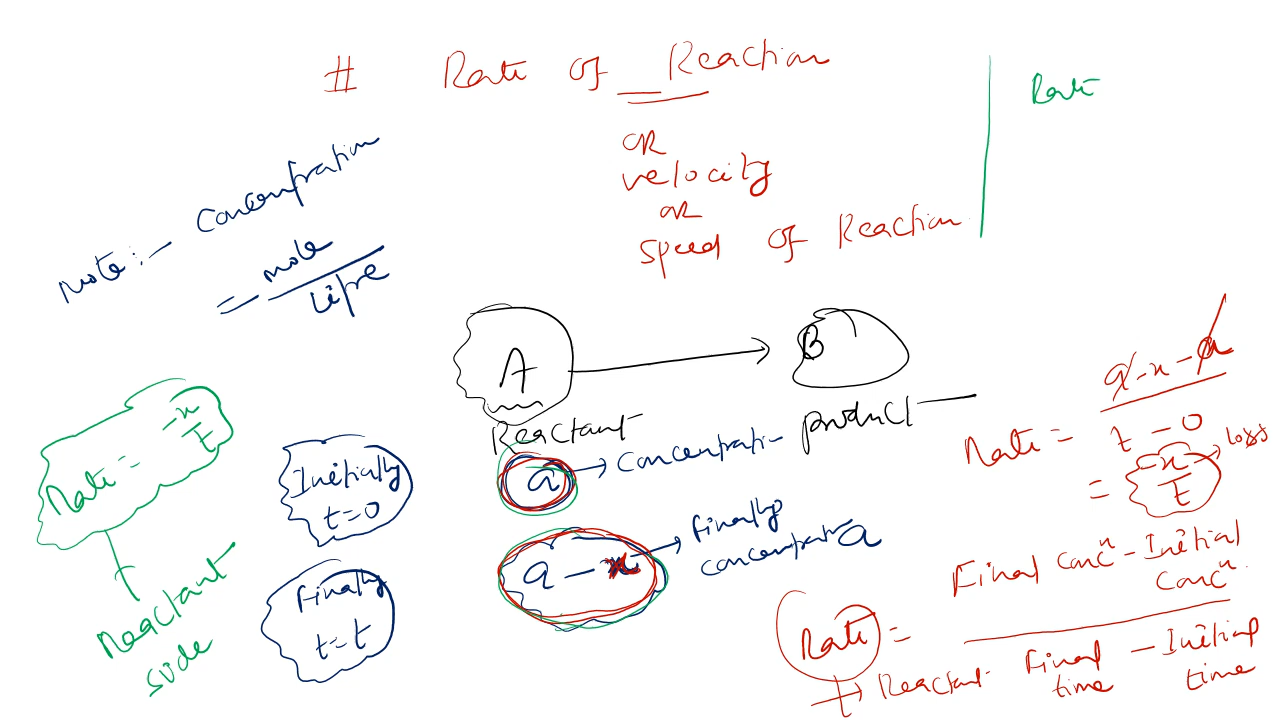 # Rate of Reaction
OR
velocity
OR
speed of Reaction
Rate
Note:- Concentration
= mole
Litre
A
B
Reactant
product
a → Concentration
a - x → Finally
concentration
a
Initially
t=0
Finally
t=t
Rate = -x
t
Reactant
side
Rate = a - x - a
t - 0
= -x → loss
t
Rate = Final concⁿ - Initial concⁿ
Final time - Initial time
→ Reactant